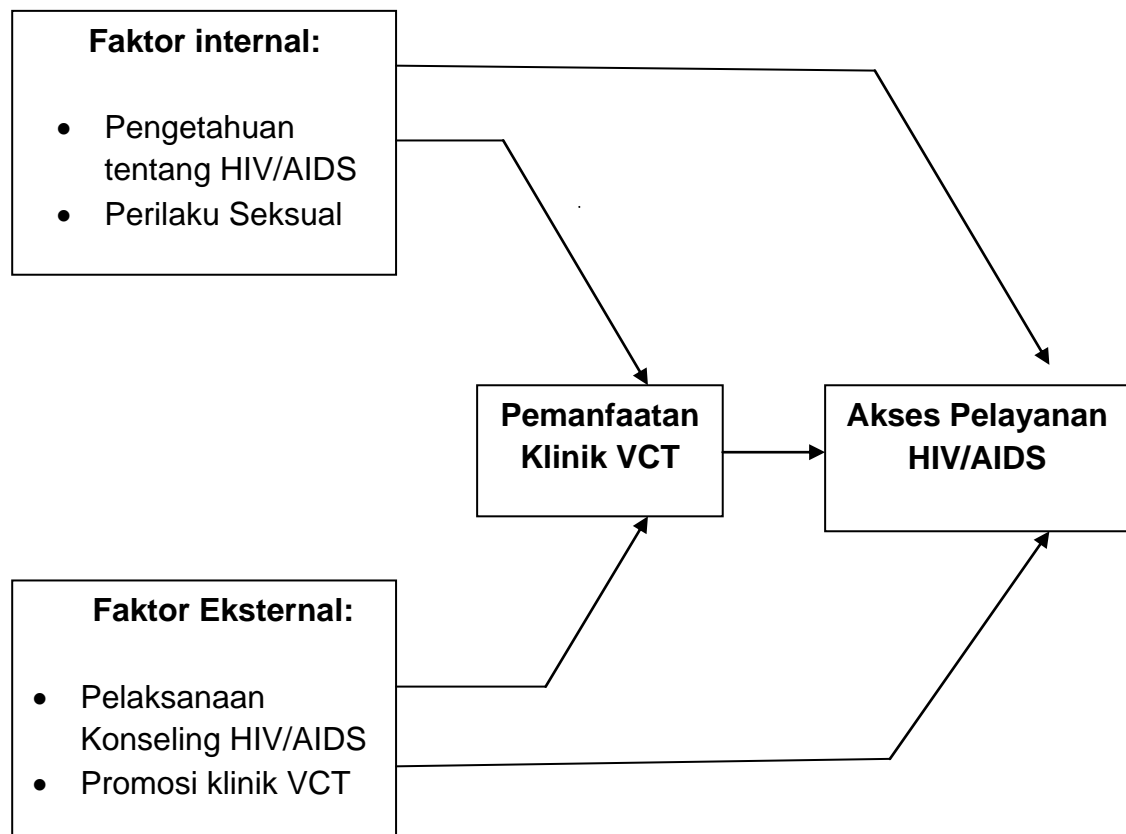 Faktor internal:
• Pengetahuan
tentang HIV/AIDS
• Perilaku Seksual
Pemanfaatan
Klinik VCT
Akses Pelayanan
HIV/AIDS
Faktor Eksternal:
• Pelaksanaan
Konseling HIV/AIDS
• Promosi klinik VCT